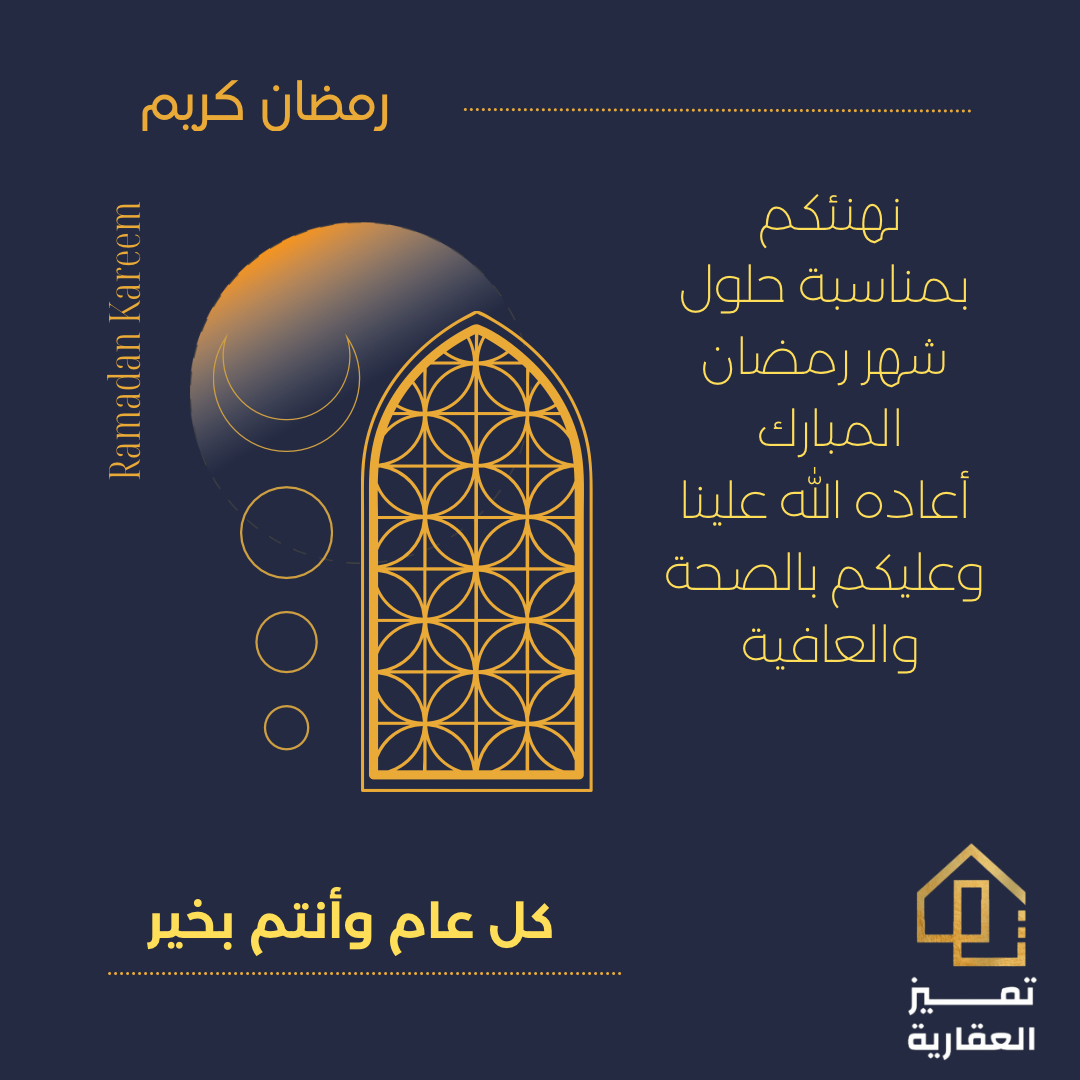 رمضان كريم
Ramadan Kareem
نهنئكم
بمناسبة حلول
شهر رمضان
المبارك
أعاده الله علينا
وعليكم بالصحة
والعافية
كل عام وأنتم بخير
تميز
العقارية